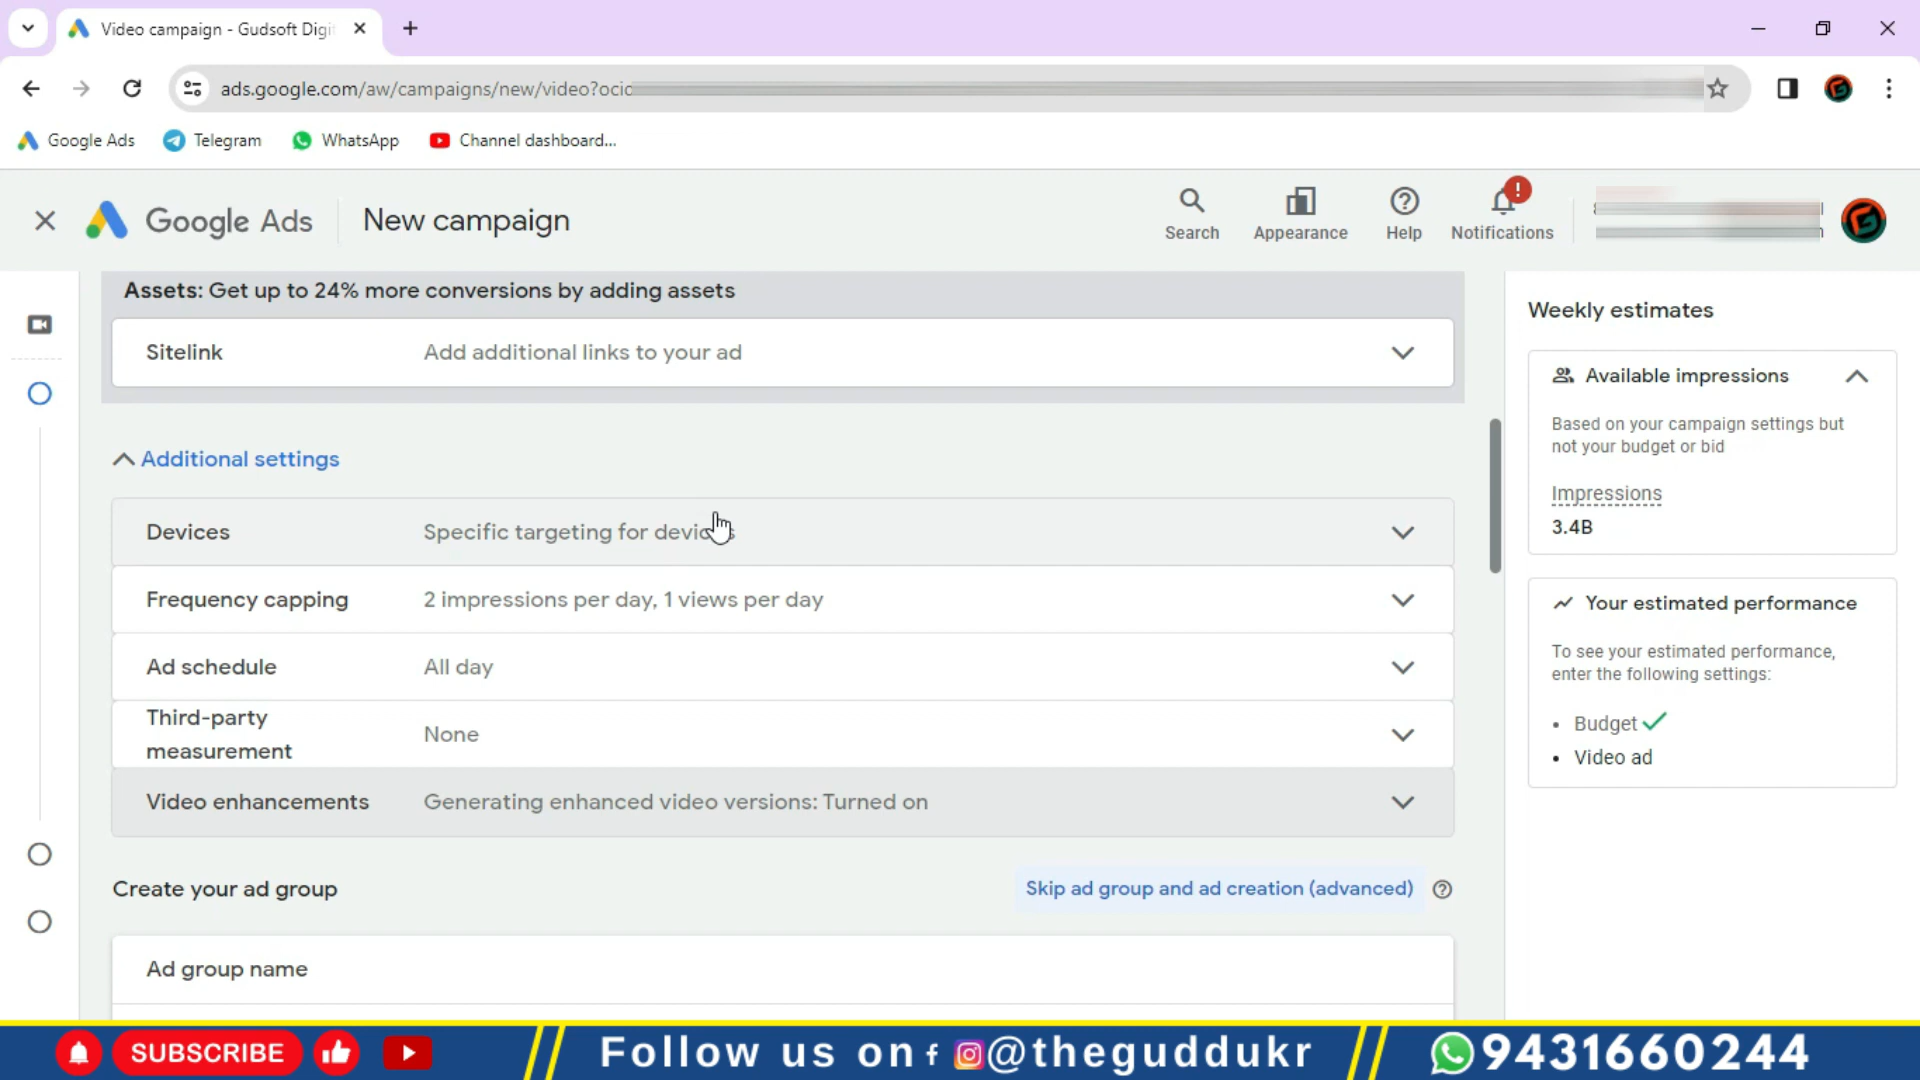 Video campaign - Gudsoft Digi
ads.google.com/aw/campaigns/new/video?ocid
Google Ads
Telegram
WhatsApp
Channel dashboard...
Google Ads
New campaign
Search
Appearance
Help
Notifications
Assets: Get up to 24% more conversions by adding assets
Sitelink
Add additional links to your ad
Additional settings
Devices
Specific targeting for devices
Frequency capping
2 impressions per day, 1 views per day
Ad schedule
All day
Third-party
measurement
None
Video enhancements
Generating enhanced video versions: Turned on
Create your ad group
Skip ad group and ad creation (advanced)
Ad group name
Weekly estimates
Available impressions
Based on your campaign settings but
not your budget or bid
Impressions
3.4B
Your estimated performance
To see your estimated performance,
enter the following settings:
• Budget
• Video ad
SUBSCRIBE
Follow us on @theguddukr
9431660244